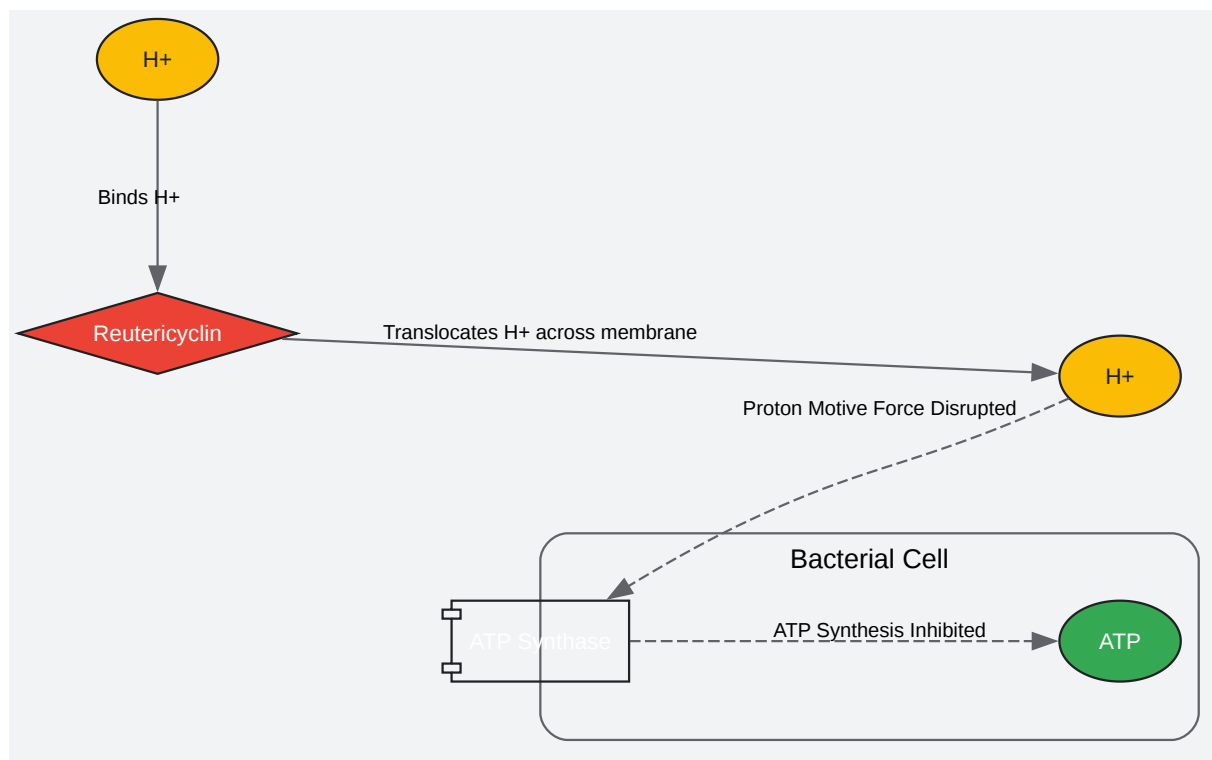 H+
Binds H+
Reutericyclin
Translocates H+ across membrane
H+
Proton Motive Force Disrupted
Bacterial Cell
ATP Synthase
ATP Synthesis Inhibited
ATP